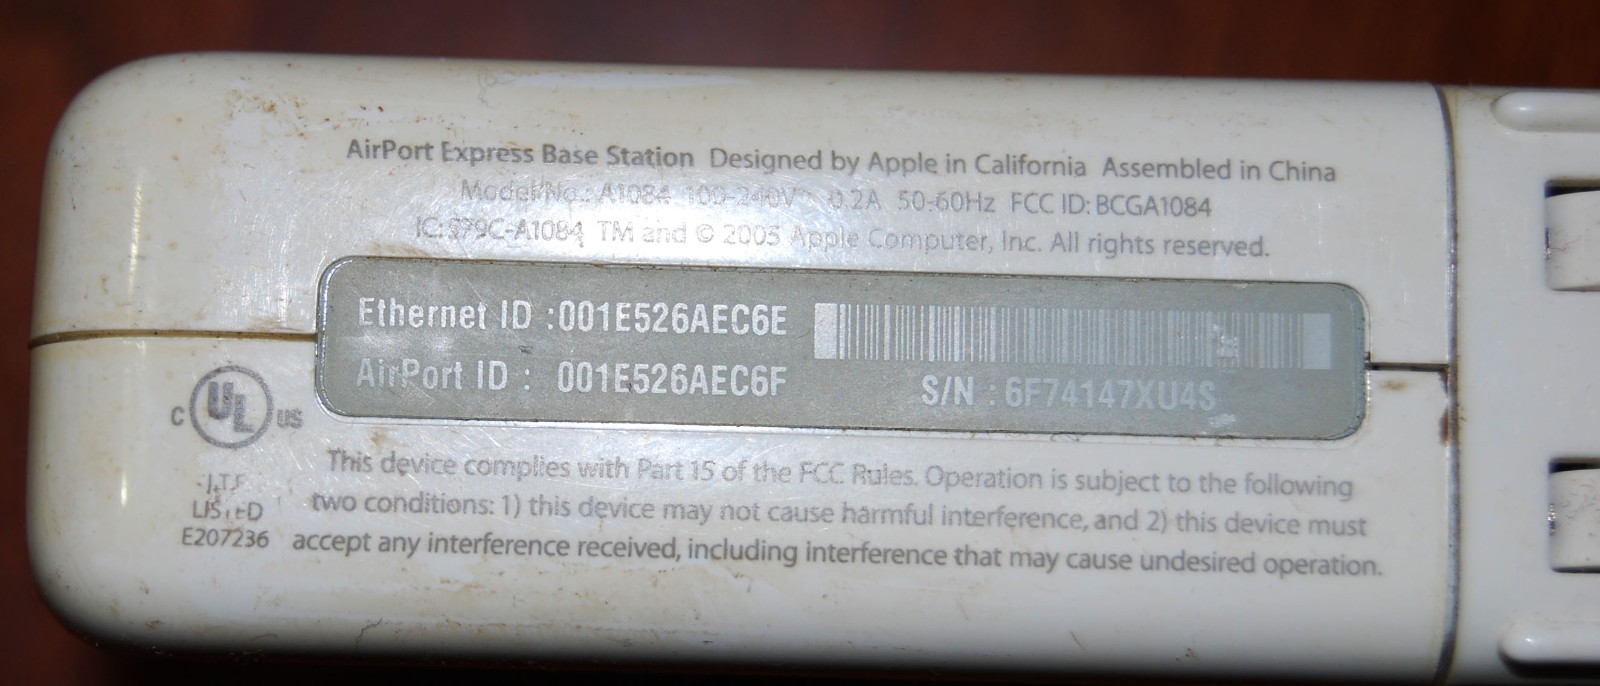 AirPort Express Base Station Designed by Apple in California Assembled in China
Model No.: A1084 100-240V~ 0.2A 50-60Hz FCC ID: BCGA1084
IC: 579C-A1084 TM and © 2005 Apple Computer, Inc. All rights reserved.
Ethernet ID :001E526AEC6E
AirPort ID : 001E526AEC6F
S/N : 6F74147XU4S
C UL US
I.T.E
LISTED
E207236
This device complies with Part 15 of the FCC Rules. Operation is subject to the following
two conditions: 1) this device may not cause harmful interference, and 2) this device must
accept any interference received, including interference that may cause undesired operation.